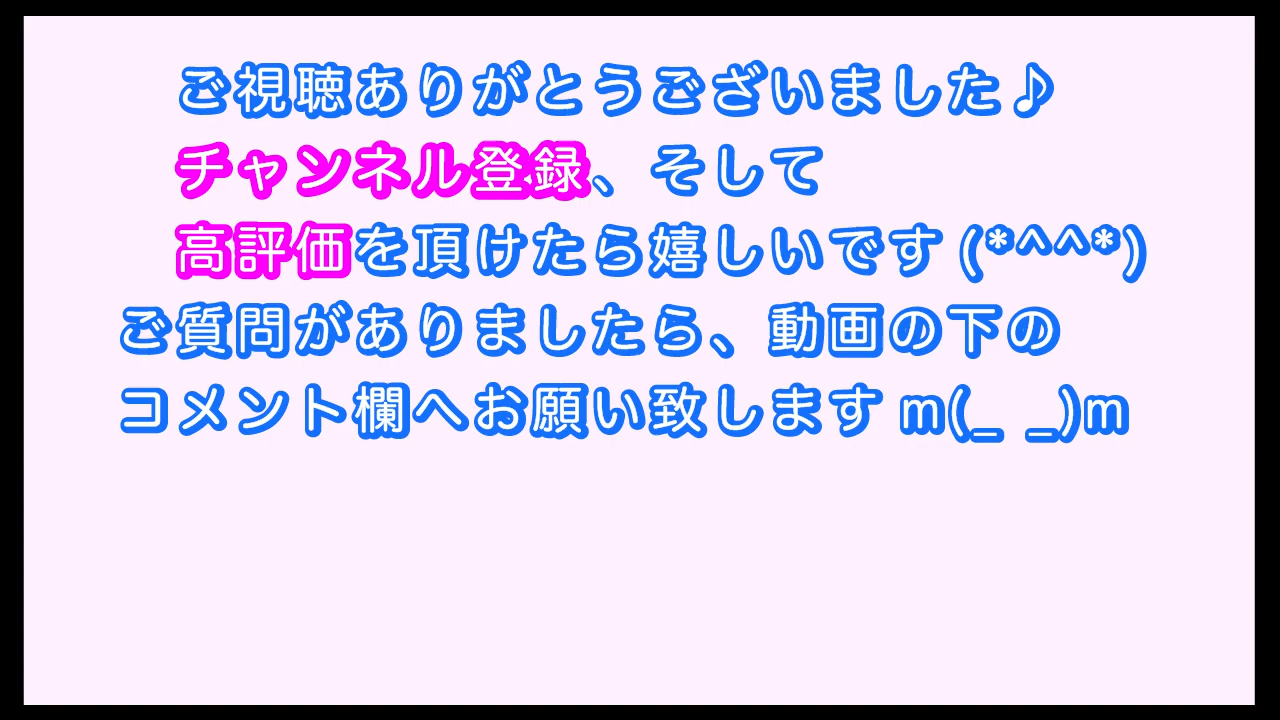 ご視聴ありがとうございました♪
チャンネル登録、そして
高評価を頂けたら嬉しいです(*^^*)
ご質問がありましたら、動画の下の
コメント欄へお願い致します m(_ _)m